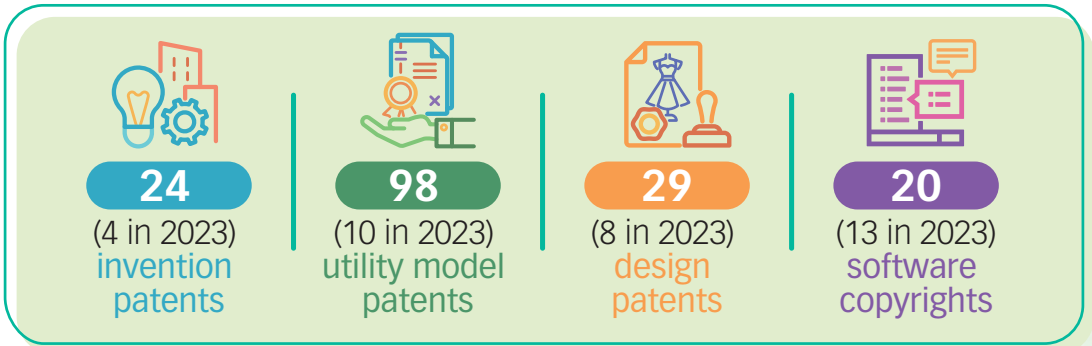 24
(4 in 2023)
invention
patents
98
(10 in 2023)
utility model
patents
29
(8 in 2023)
design
patents
20
(13 in 2023)
software
copyrights